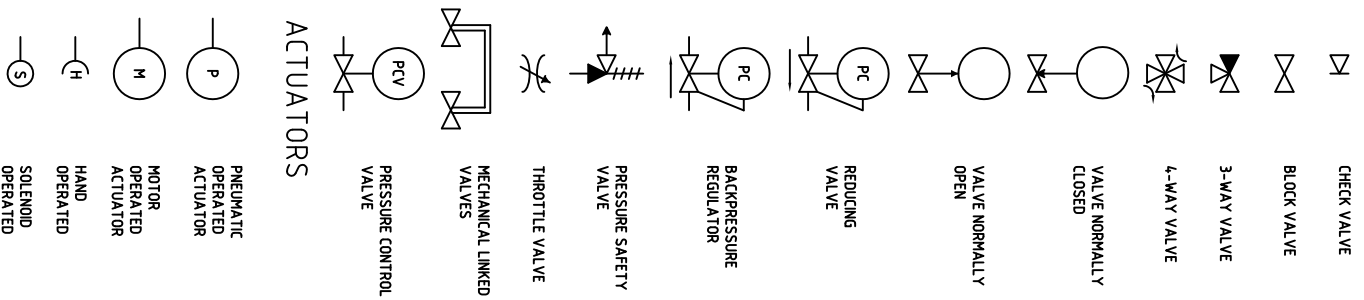 CHECK VALVE
BLOCK VALVE
3-WAY VALVE
4-WAY VALVE
VALVE NORMALLY
CLOSED
VALVE NORMALLY
OPEN
PC
REDUCING
VALVE
PC
BACKPRESSURE
REGULATOR
PRESSURE SAFETY
VALVE
THROTTLE VALVE
MECHANICAL LINKED
VALVES
PCV
PRESSURE CONTROL
VALVE
ACTUATORS
P
PNEUMATIC
OPERATED
ACTUATOR
M
MOTOR
OPERATED
ACTUATOR
H
HAND
OPERATED
S
SOLENOID
OPERATED